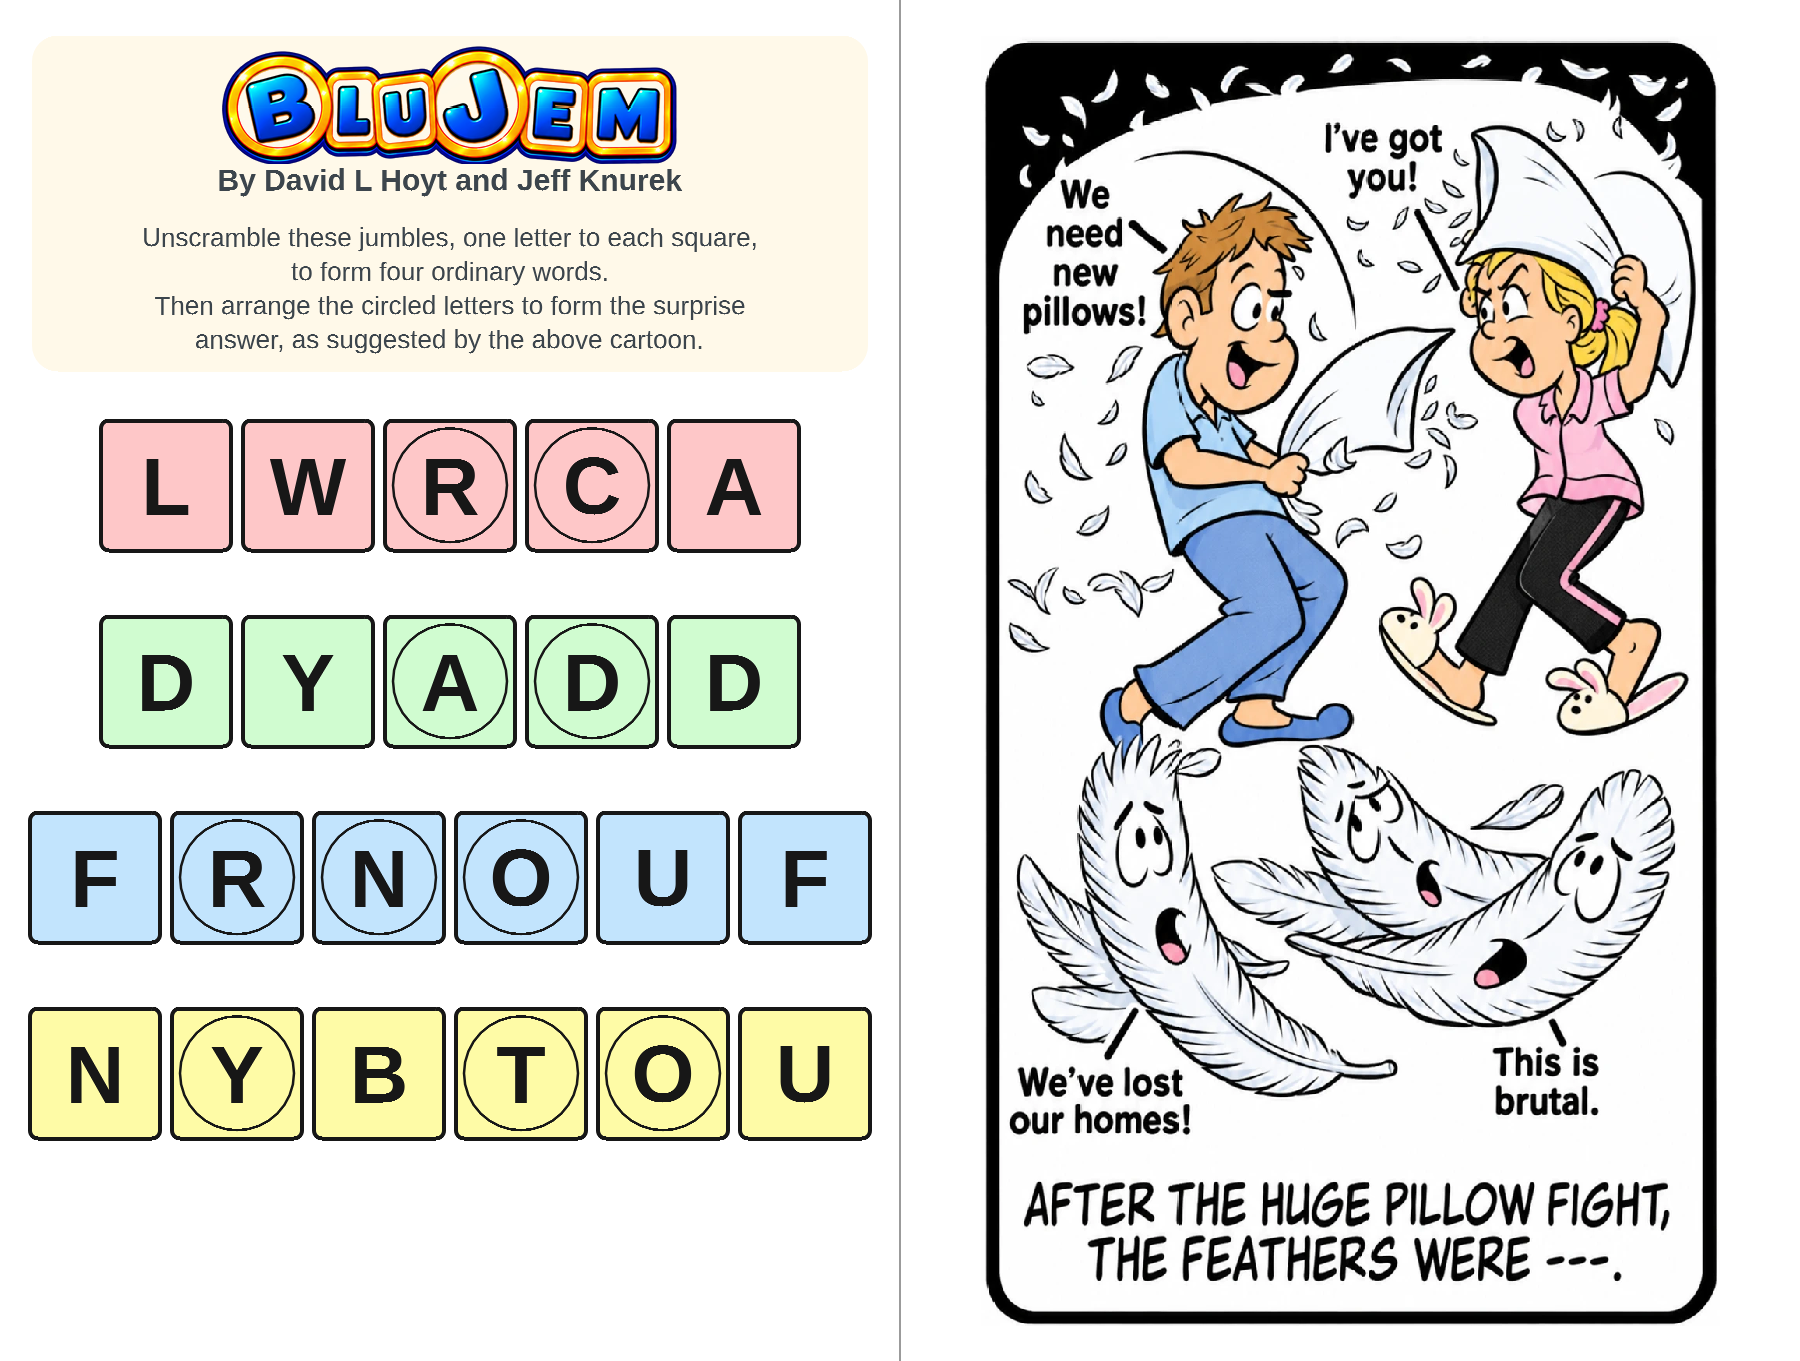 BLUJEM
By David L Hoyt and Jeff Knurek
Unscramble these jumbles, one letter to each square,
to form four ordinary words.
Then arrange the circled letters to form the surprise
answer, as suggested by the above cartoon.
L W R C A
D Y A D D
F R N O U F
N Y B T O U
I've got
you!
We
need
new
pillows!
We've lost
our homes!
This is
brutal.
AFTER THE HUGE PILLOW FIGHT,
THE FEATHERS WERE ---.